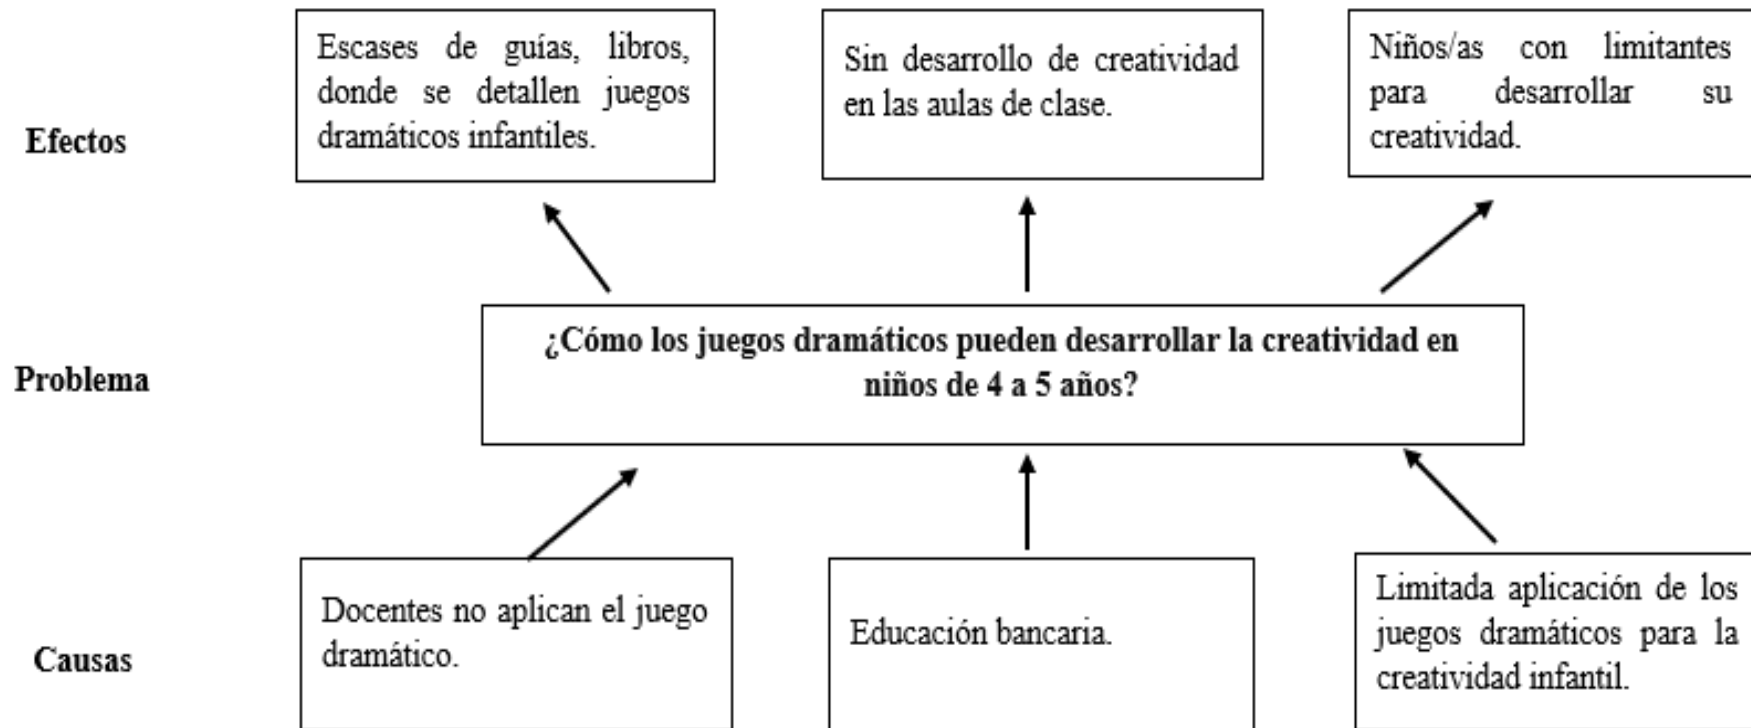 Efectos
Escases de guías, libros,
donde se detallen juegos
dramáticos infantiles.
Sin desarrollo de creatividad
en las aulas de clase.
Niños/as con limitantes
para desarrollar su
creatividad.
Problema
¿Cómo los juegos dramáticos pueden desarrollar la creatividad en
niños de 4 a 5 años?
Causas
Docentes no aplican el juego
dramático.
Educación bancaria.
Limitada aplicación de los
juegos dramáticos para la
creatividad infantil.